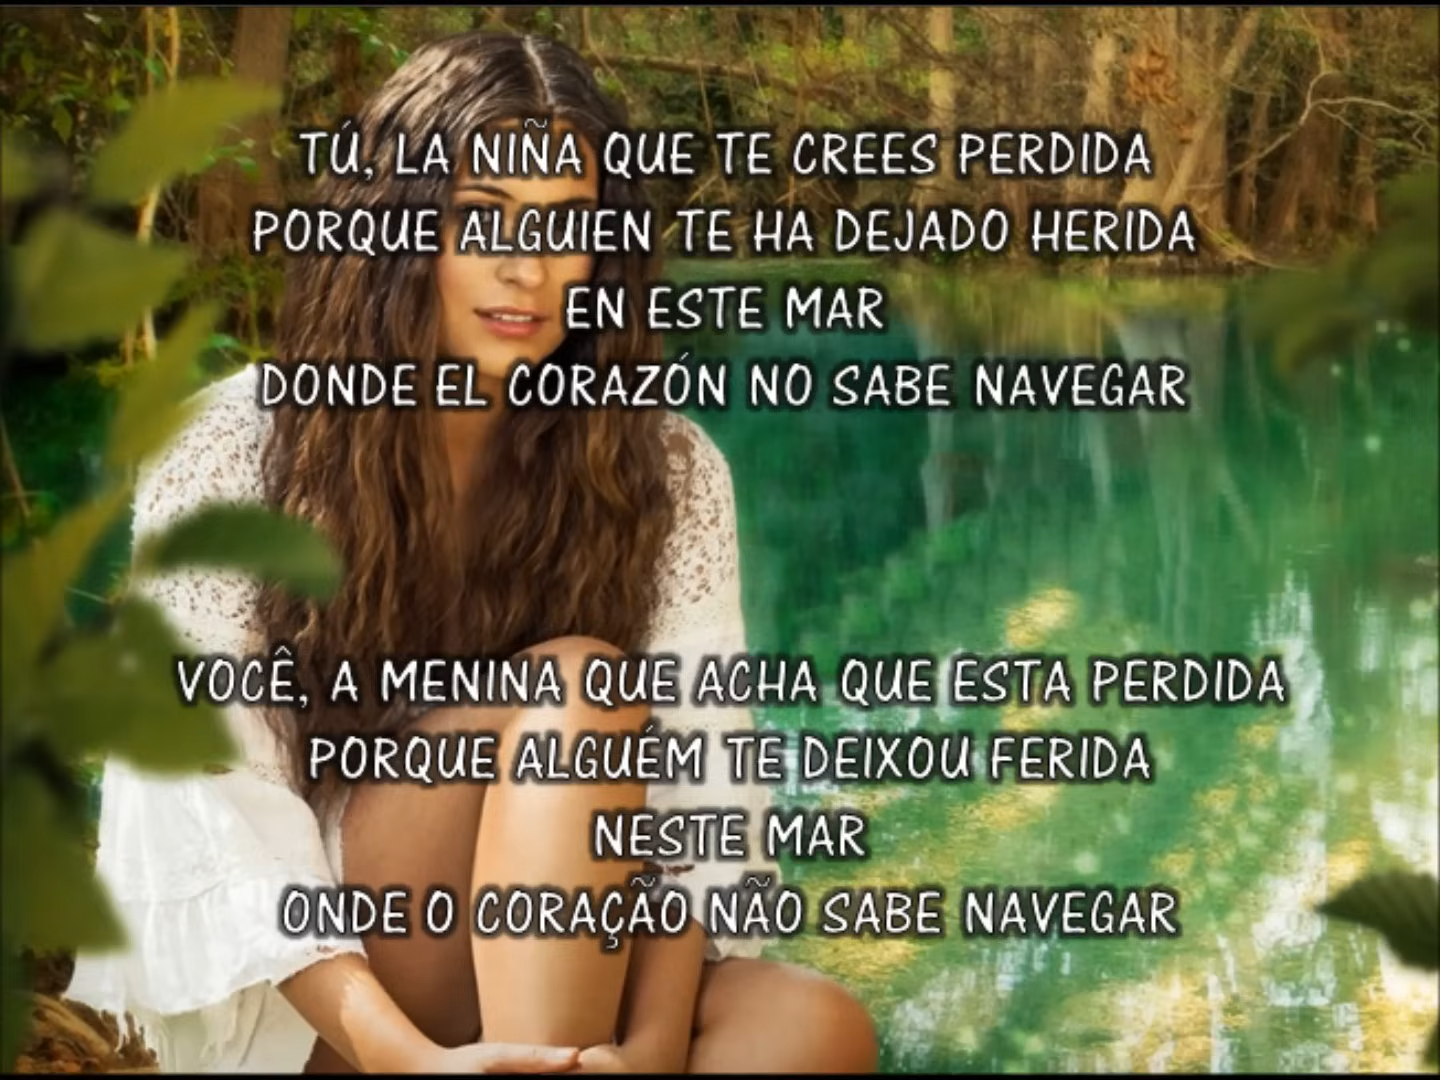 TÚ, LA NIÑA QUE TE CREES PERDIDA
PORQUE ALGUIEN TE HA DEJADO HERIDA
EN ESTE MAR
DONDE EL CORAZÓN NO SABE NAVEGAR
VOCÊ, A MENINA QUE ACHA QUE ESTA PERDIDA
PORQUE ALGUÉM TE DEIXOU FERIDA
NESTE MAR
ONDE O CORAÇÃO NÃO SABE NAVEGAR